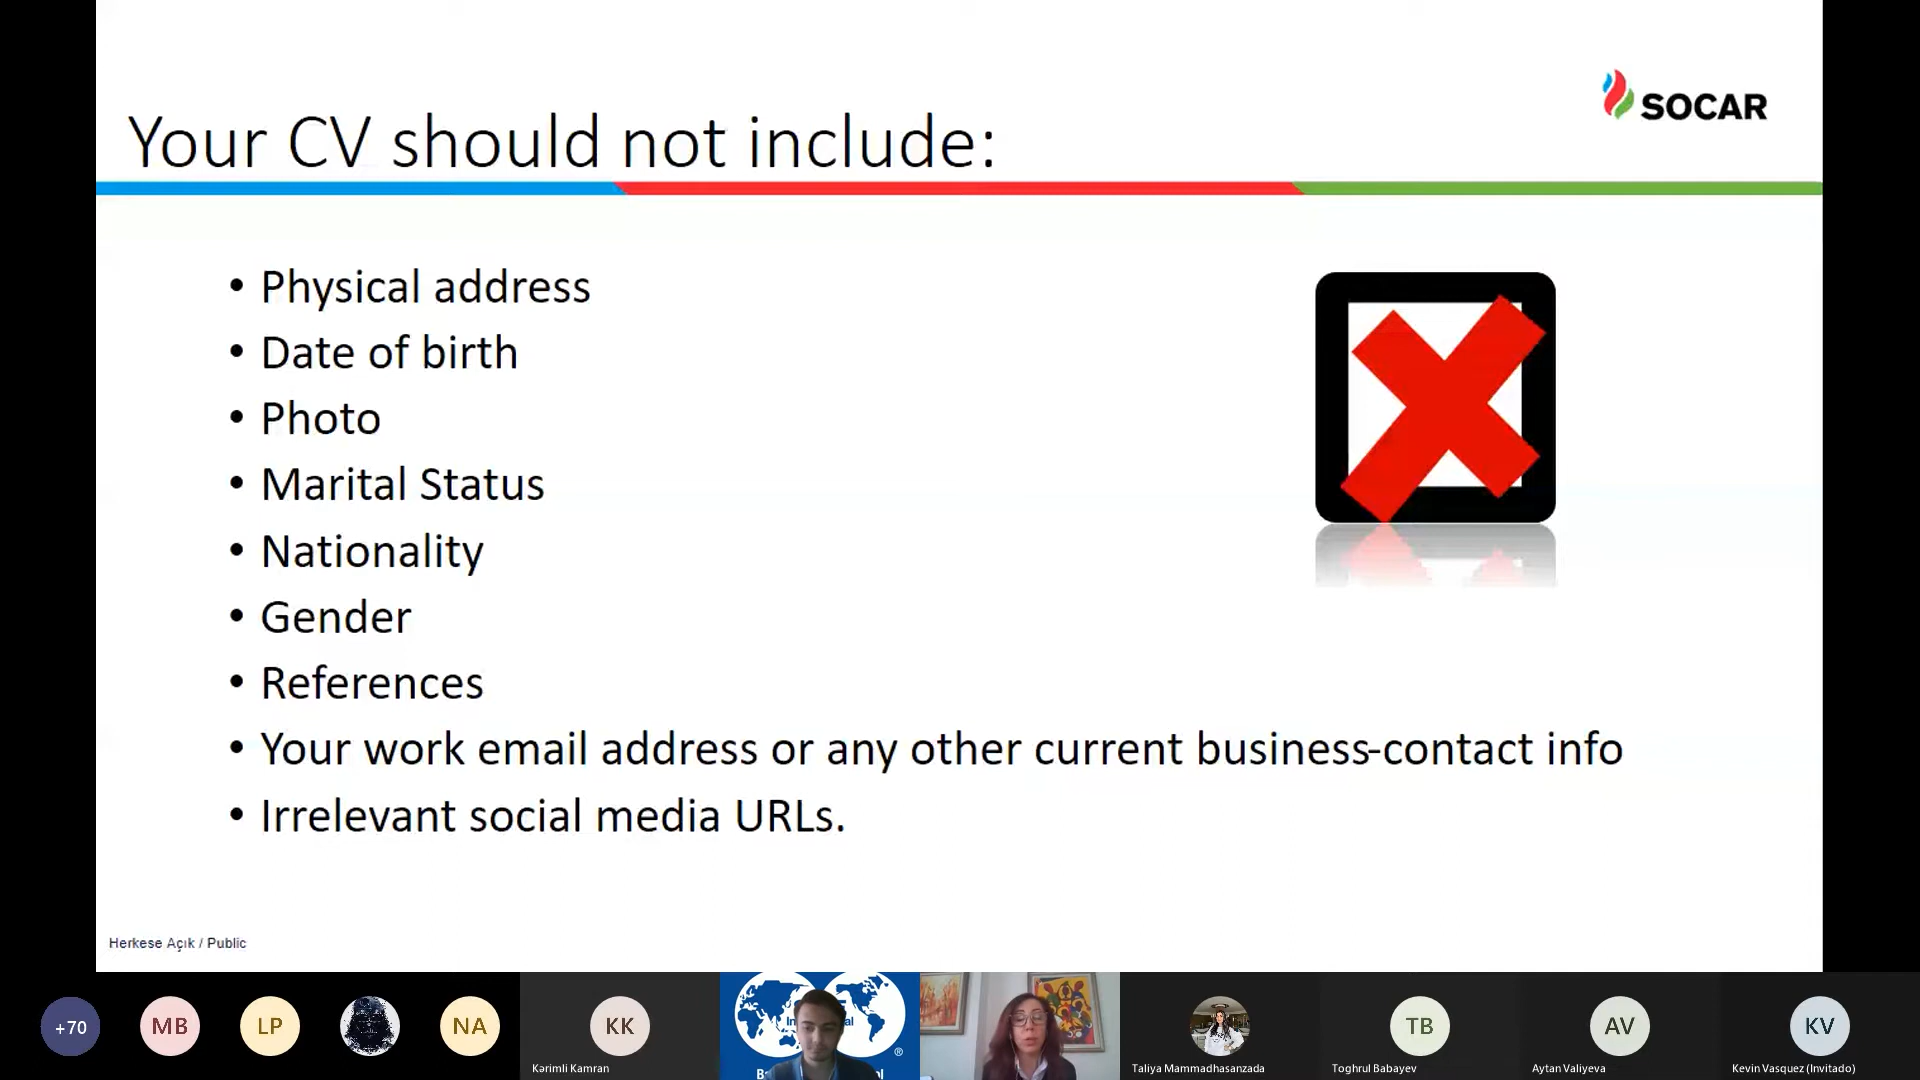 SOCAR
Your CV should not include:
• Physical address
• Date of birth
• Photo
• Marital Status
• Nationality
• Gender
• References
• Your work email address or any other current business-contact info
• Irrelevant social media URLs.
Herkese Açık / Public
+70
MB
LP
NA
KK
Kərimli Kamran
®
Taliya Mammadhasanzada
TB
Toghrul Babayev
AV
Aytan Valiyeva
KV
Kevin Vasquez (Invitado)